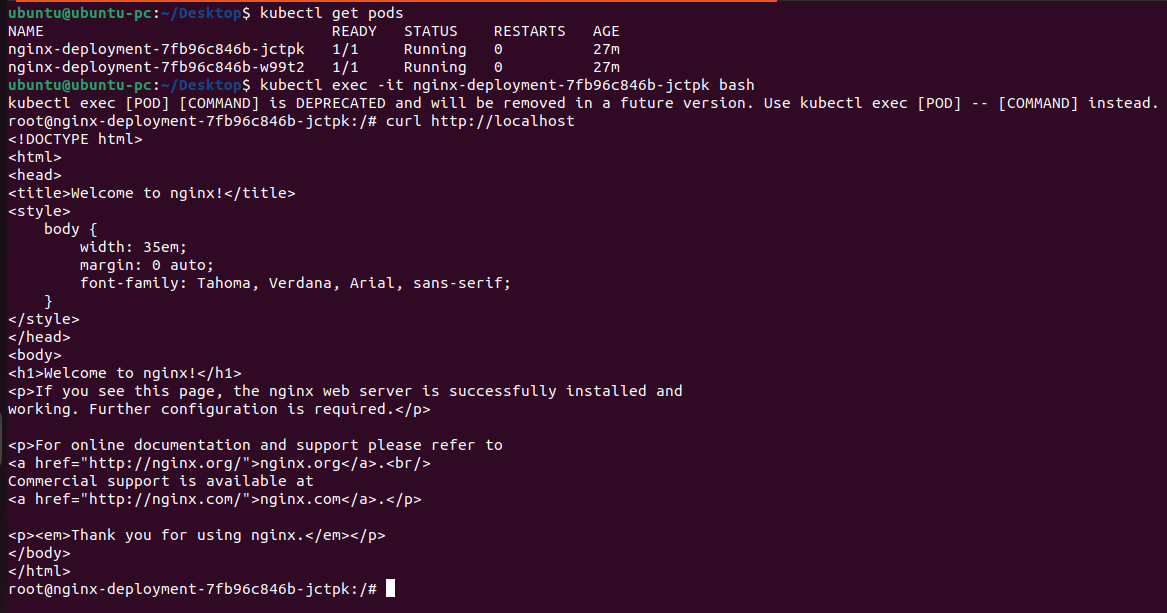 ubuntu@ubuntu-pc:~/Desktop$ kubectl get pods
NAME                                READY   STATUS    RESTARTS   AGE
nginx-deployment-7fb96c846b-jctpk   1/1     Running   0          27m
nginx-deployment-7fb96c846b-w99t2   1/1     Running   0          27m
ubuntu@ubuntu-pc:~/Desktop$ kubectl exec -it nginx-deployment-7fb96c846b-jctpk bash
kubectl exec [POD] [COMMAND] is DEPRECATED and will be removed in a future version. Use kubectl exec [POD] -- [COMMAND] instead.
root@nginx-deployment-7fb96c846b-jctpk:/# curl http://localhost
<!DOCTYPE html>
<html>
<head>
<title>Welcome to nginx!</title>
<style>
    body {
        width: 35em;
        margin: 0 auto;
        font-family: Tahoma, Verdana, Arial, sans-serif;
    }
</style>
</head>
<body>
<h1>Welcome to nginx!</h1>
<p>If you see this page, the nginx web server is successfully installed and
working. Further configuration is required.</p>

<p>For online documentation and support please refer to
<a href="http://nginx.org/">nginx.org</a>.<br/>
Commercial support is available at
<a href="http://nginx.com/">nginx.com</a>.</p>

<p><em>Thank you for using nginx.</em></p>
</body>
</html>
root@nginx-deployment-7fb96c846b-jctpk:/#